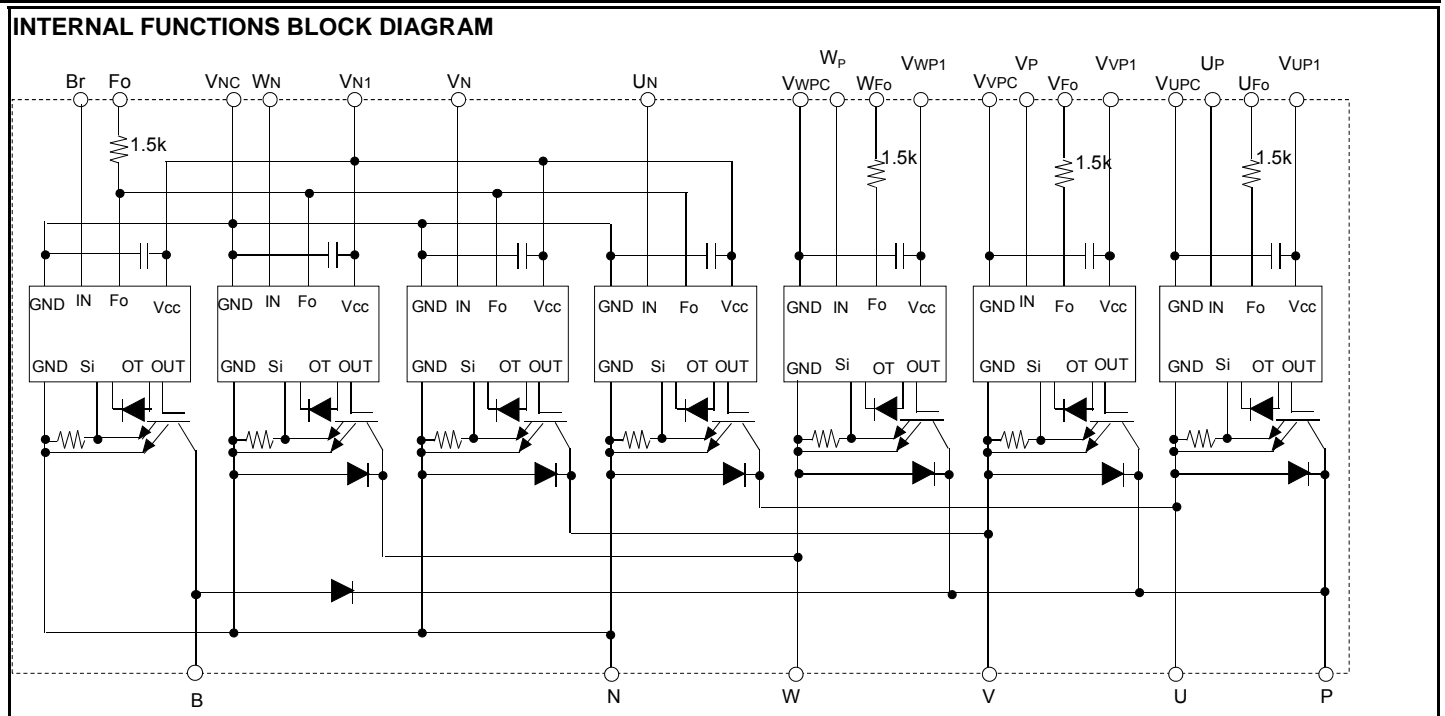 INTERNAL FUNCTIONS BLOCK DIAGRAM
Br Fo VNC WN VN1 VN UN VWPC WP WFo VWP1 VVPC VP VFo VVP1 VUPC UP UFo VUP1
1.5k 1.5k 1.5k 1.5k
GND IN Fo Vcc GND IN Fo Vcc GND IN Fo Vcc GND IN Fo Vcc GND IN Fo Vcc GND IN Fo Vcc GND IN Fo Vcc
GND Si OT OUT GND Si OT OUT GND Si OT OUT GND Si OT OUT GND Si OT OUT GND Si OT OUT GND Si OT OUT
B N W V U P